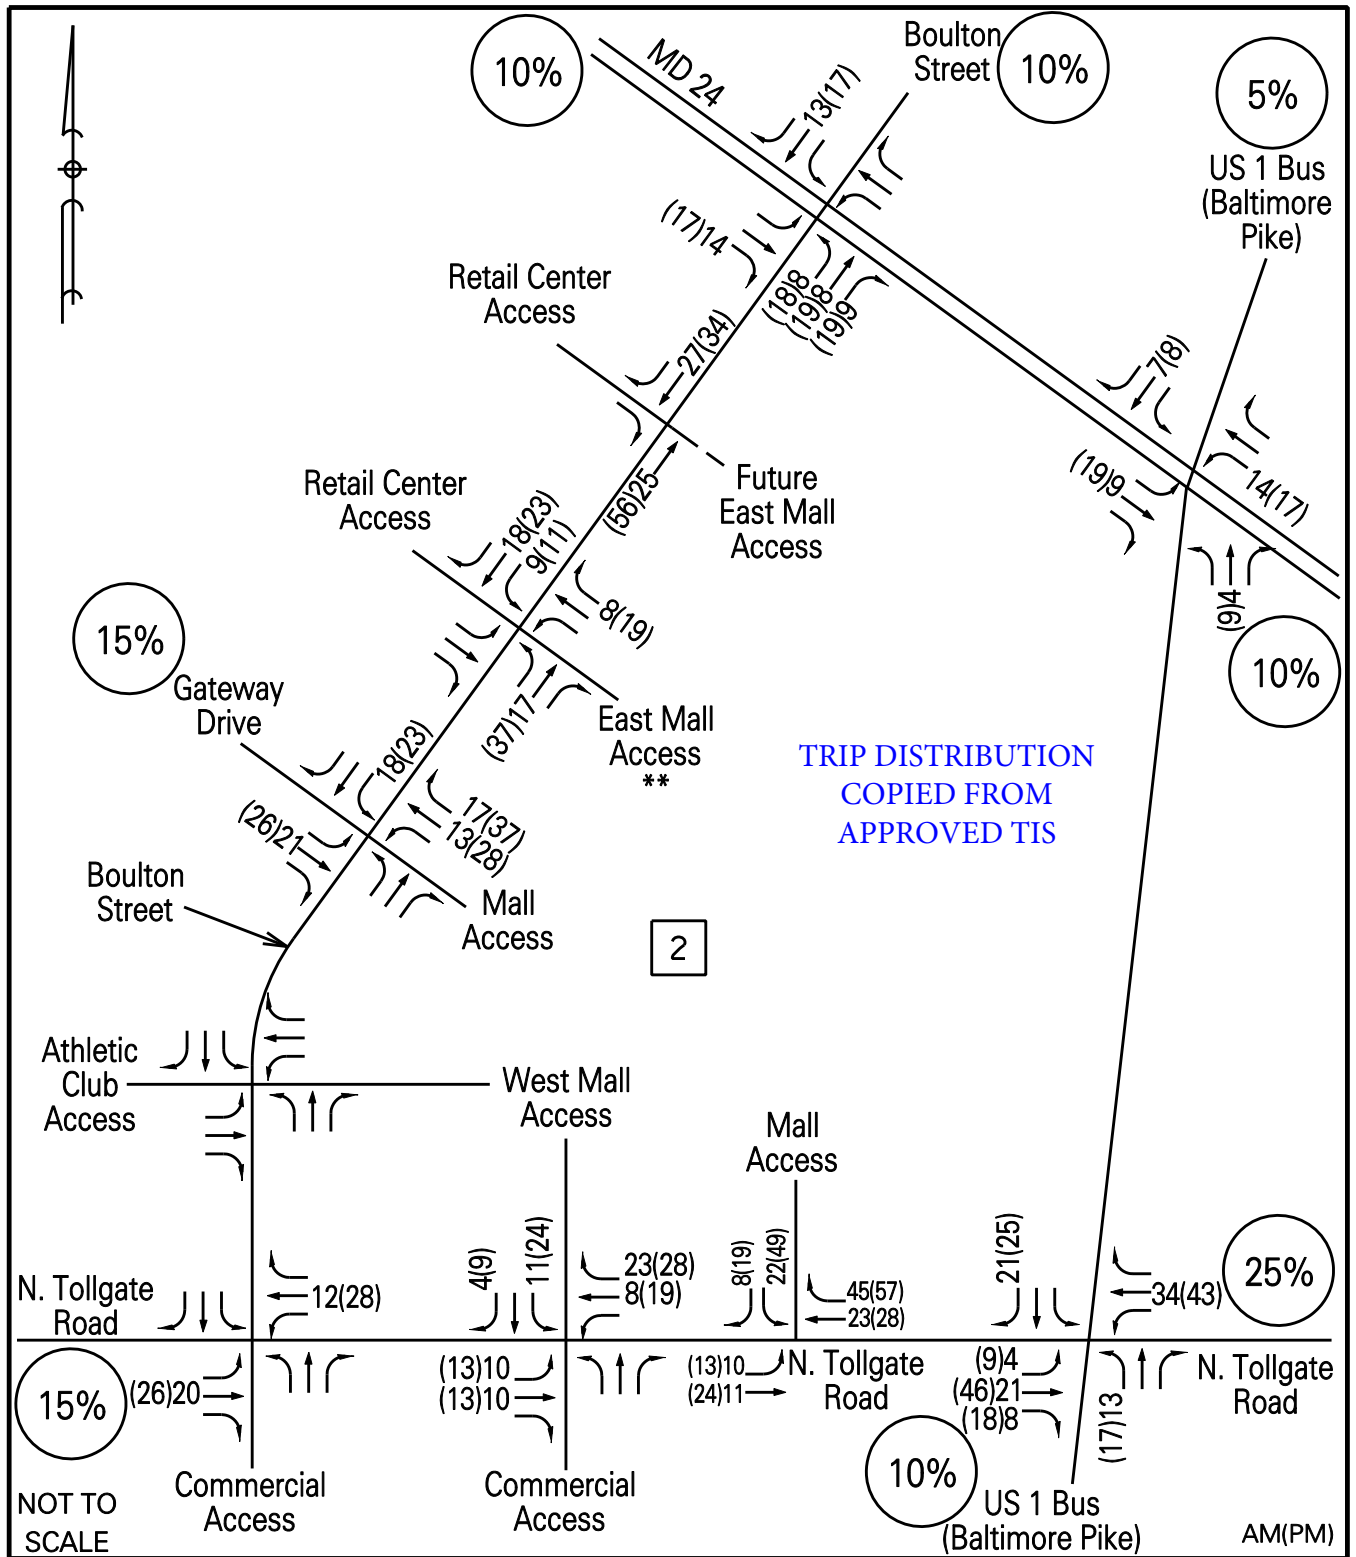 10%
MD 24
Boulton
Street
10%
5%
US 1 Bus
(Baltimore
Pike)
13(17)
(17)14
(18)8
(19)8
(19)9
Retail Center
Access
27(34)
7(8)
(19)9
14(17)
(9)4
10%
Future
East Mall
Access
(56)25
Retail Center
Access
18(23)
9(11)
8(19)
(37)17
East Mall
Access
**
15%
Gateway
Drive
18(23)
(26)21
17(37)
13(28)
Mall
Access
Boulton
Street
TRIP DISTRIBUTION
COPIED FROM
APPROVED TIS
2
Athletic
Club
Access
West Mall
Access
Mall
Access
N. Tollgate
Road
12(28)
4(9)
11(24)
23(28)
8(19)
8(19)
22(49)
45(57)
23(28)
21(25)
34(43)
25%
15%
(26)20
(13)10
(13)10
(13)10
(24)11
N. Tollgate
Road
(9)4
(46)21
(18)8
(17)13
N. Tollgate
Road
10%
Commercial
Access
Commercial
Access
US 1 Bus
(Baltimore Pike)
NOT TO
SCALE
AM(PM)